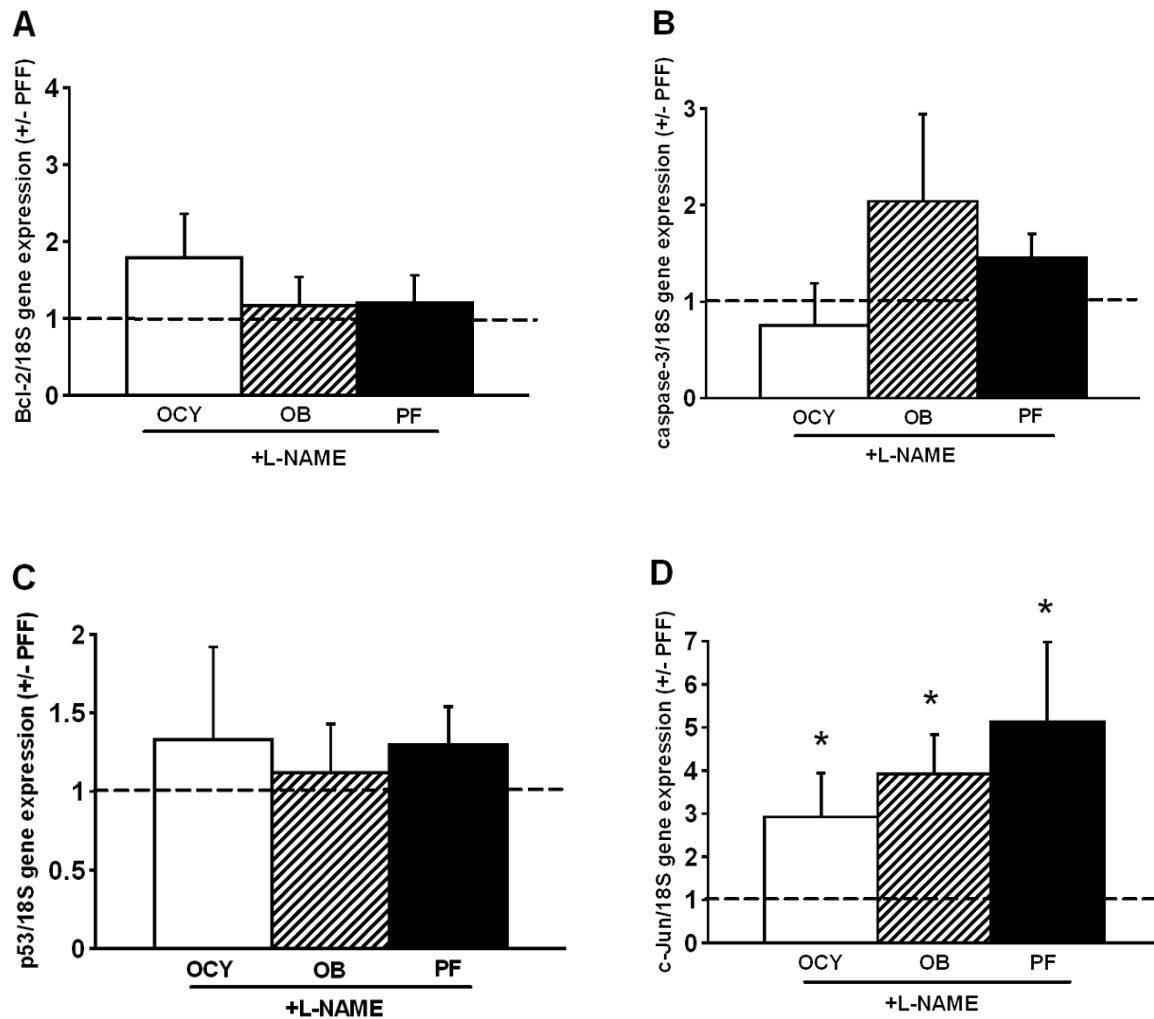 A
Bcl-2/18S gene expression (+/- PFF)
4
3
2
1
0
OCY OB PF
+L-NAME
B
caspase-3/18S gene expression (+/- PFF)
3
2
1
0
OCY OB PF
+L-NAME
C
p53/18S gene expression (+/- PFF)
2
1.5
1
0.5
0
OCY OB PF
+L-NAME
D
c-Jun/18S gene expression (+/- PFF)
7
6
5
4
3
2
1
0
* * *
OCY OB PF
+L-NAME